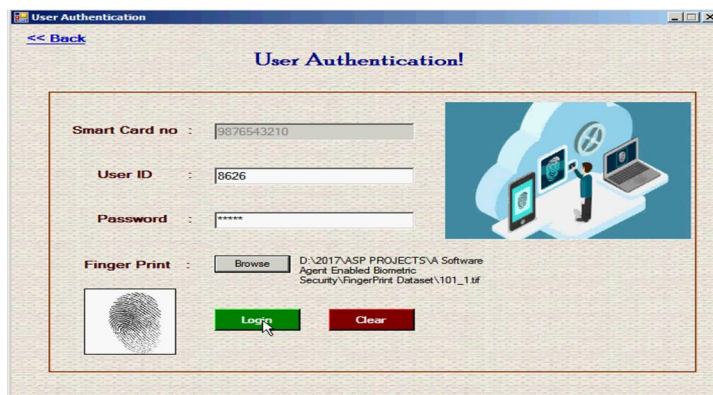 User Authentication
<< Back
User Authentication!
Smart Card no : 9876543210
User ID : 8626
Password : *****
Finger Print : Browse D:\2017\ASP PROJECTS\A Software
Agent Enabled Biometric
Security\FingerPrint Dataset\101_1.tif
Login Clear